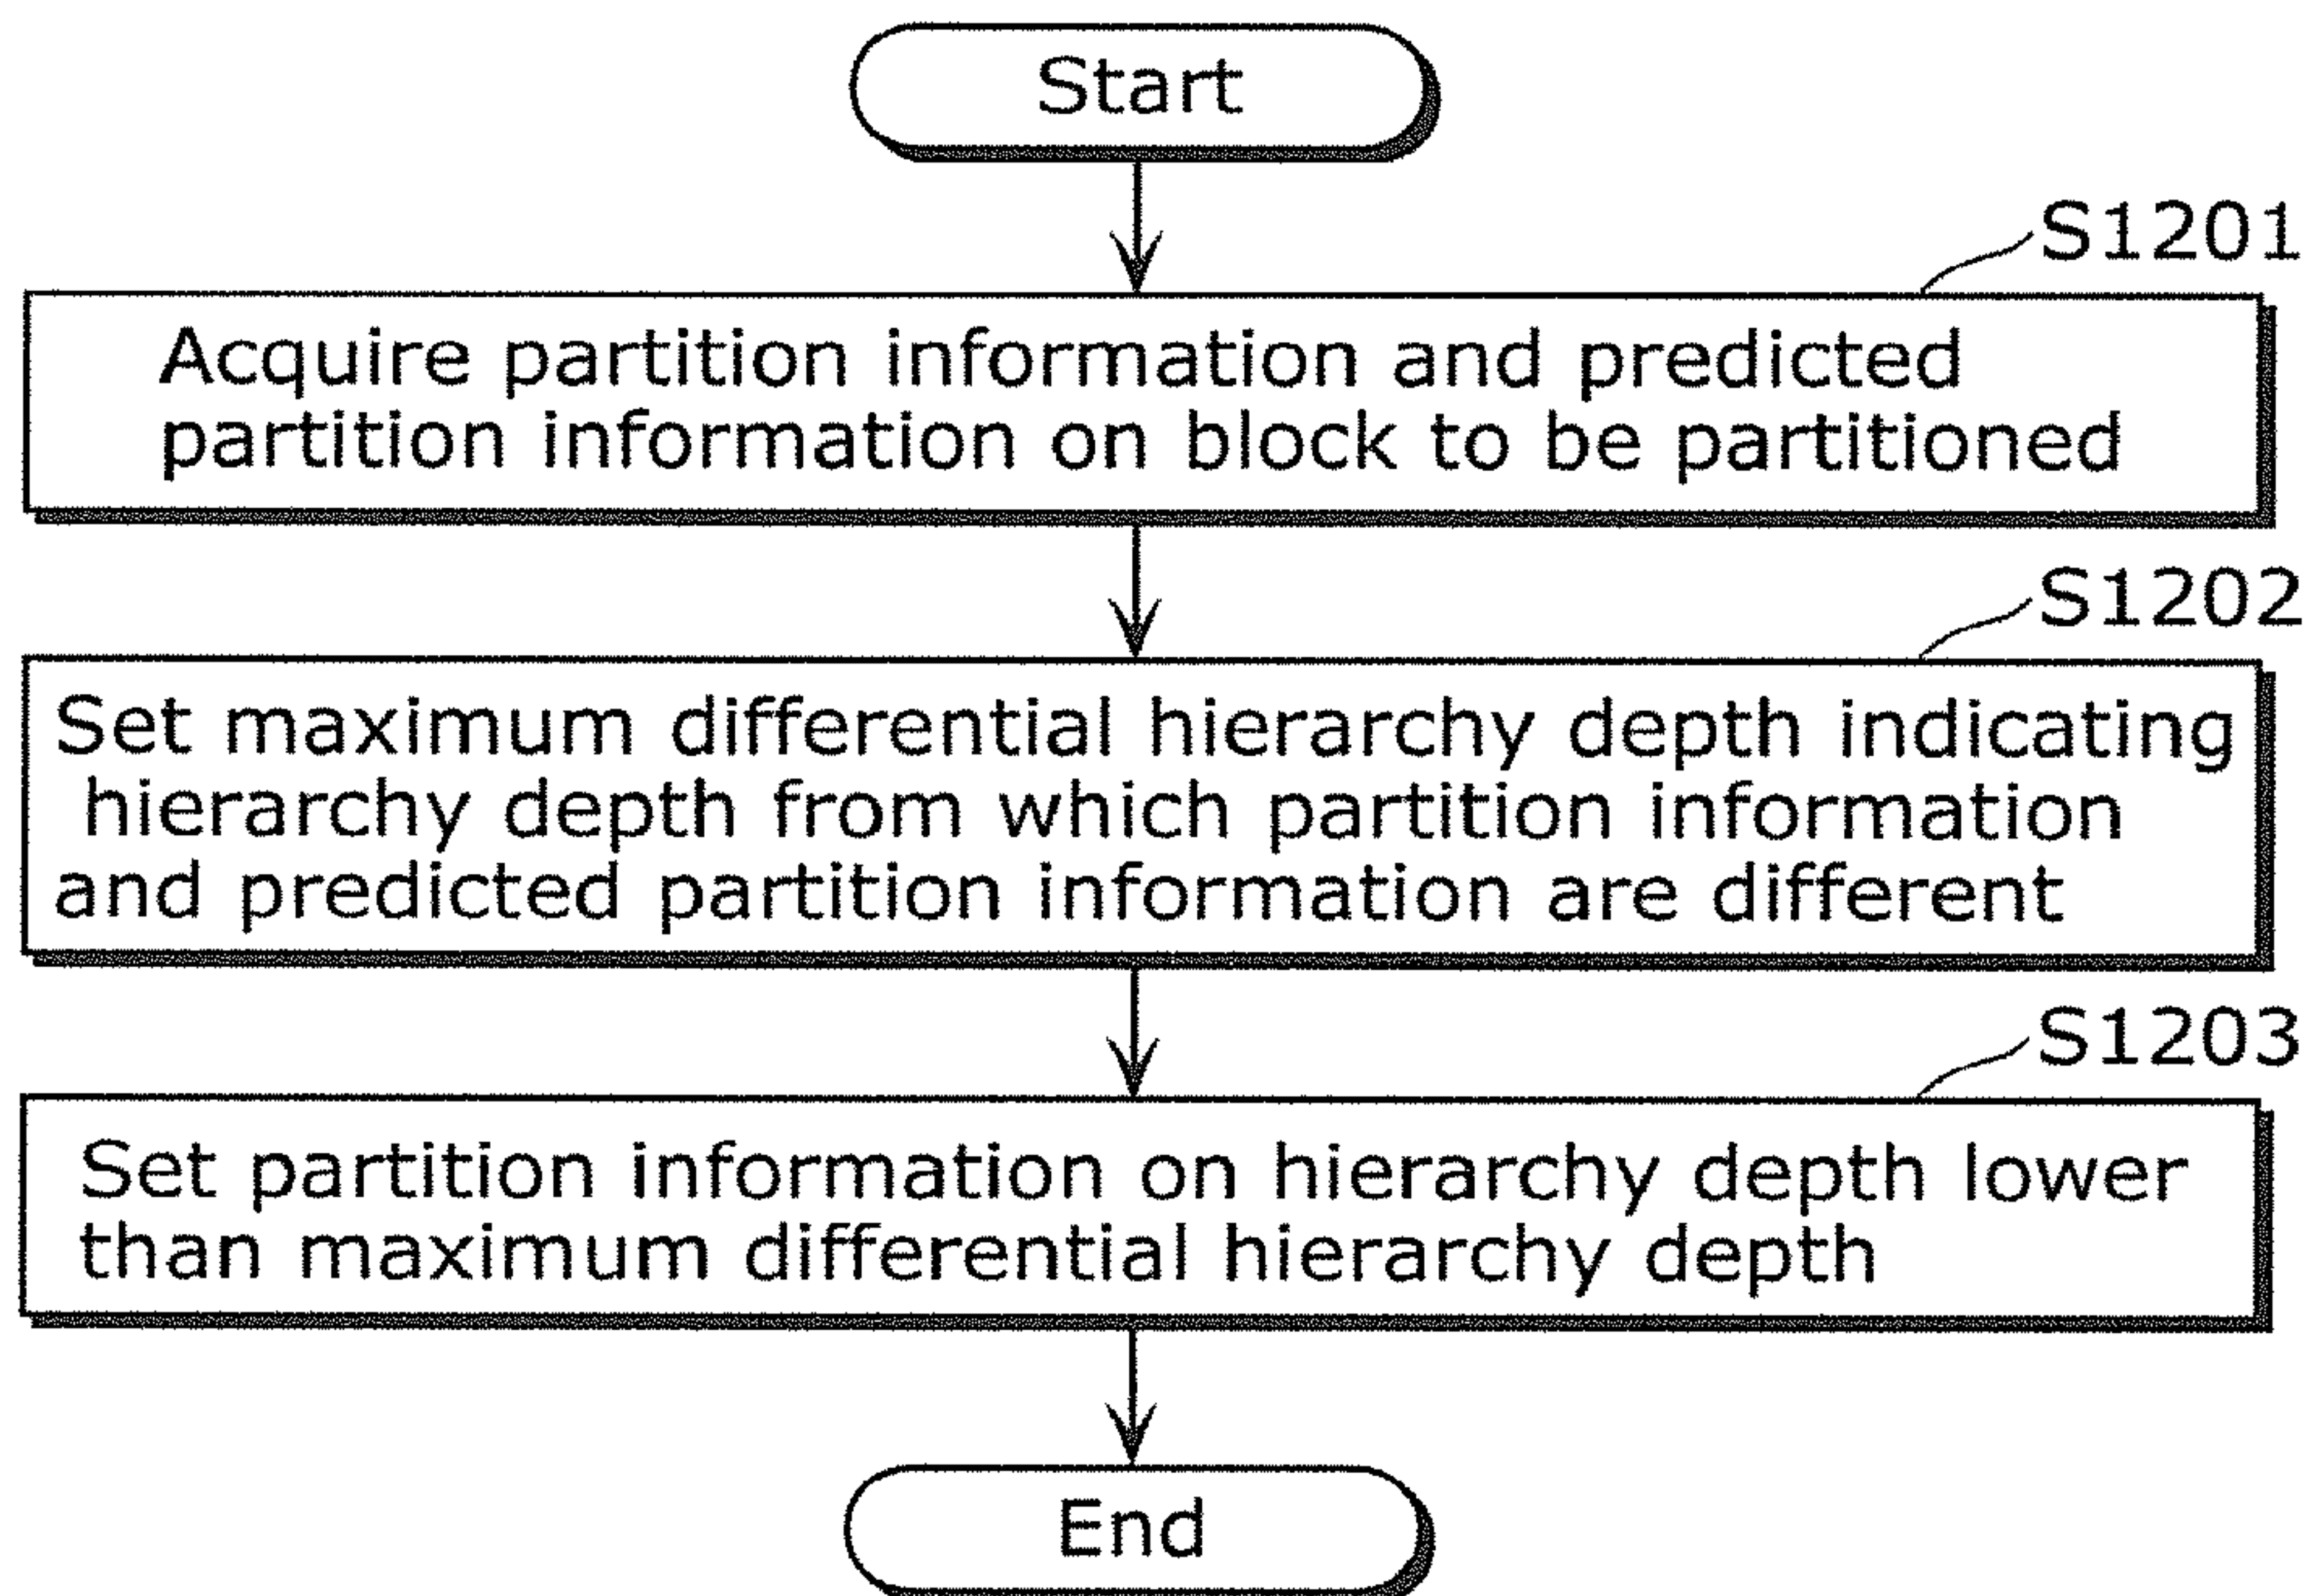 Start
S1201
Acquire partition information and predicted
partition information on block to be partitioned
S1202
Set maximum differential hierarchy depth indicating
hierarchy depth from which partition information
and predicted partition information are different
S1203
Set partition information on hierarchy depth lower
than maximum differential hierarchy depth
End